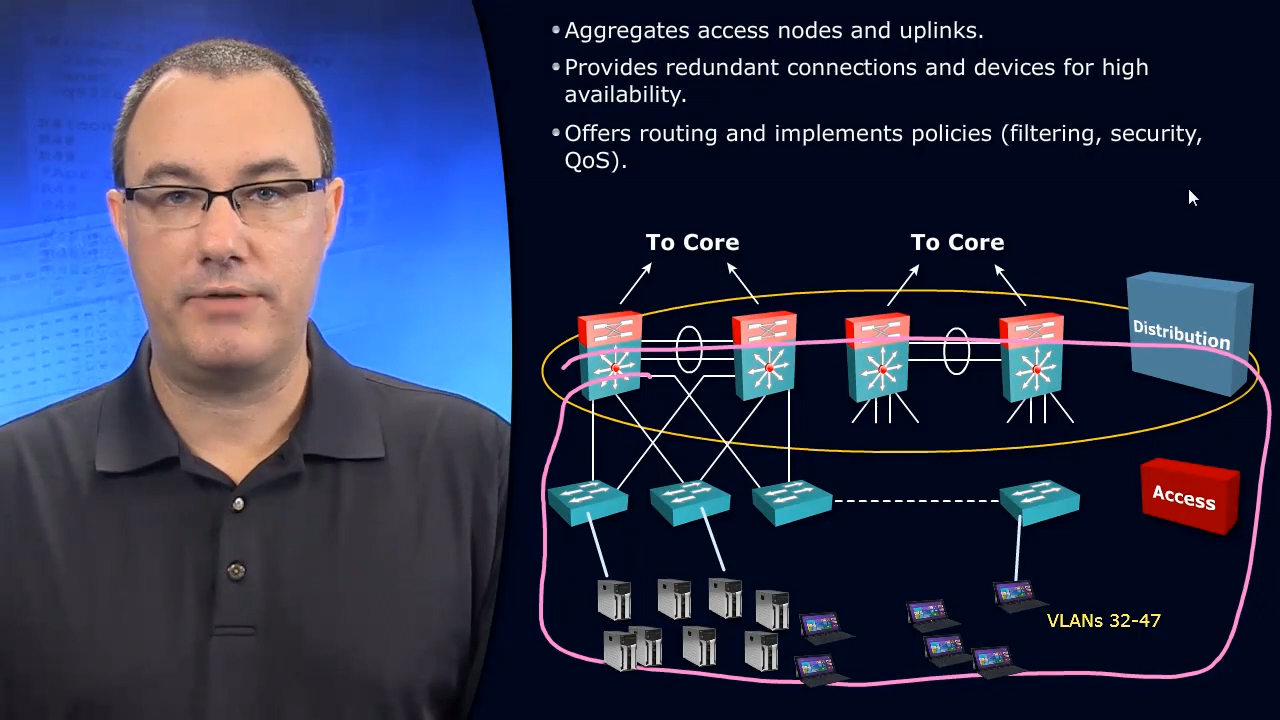 •Aggregates access nodes and uplinks.
•Provides redundant connections and devices for high
availability.
•Offers routing and implements policies (filtering, security,
QoS).
To Core
To Core
Distribution
Access
VLANs 32-47